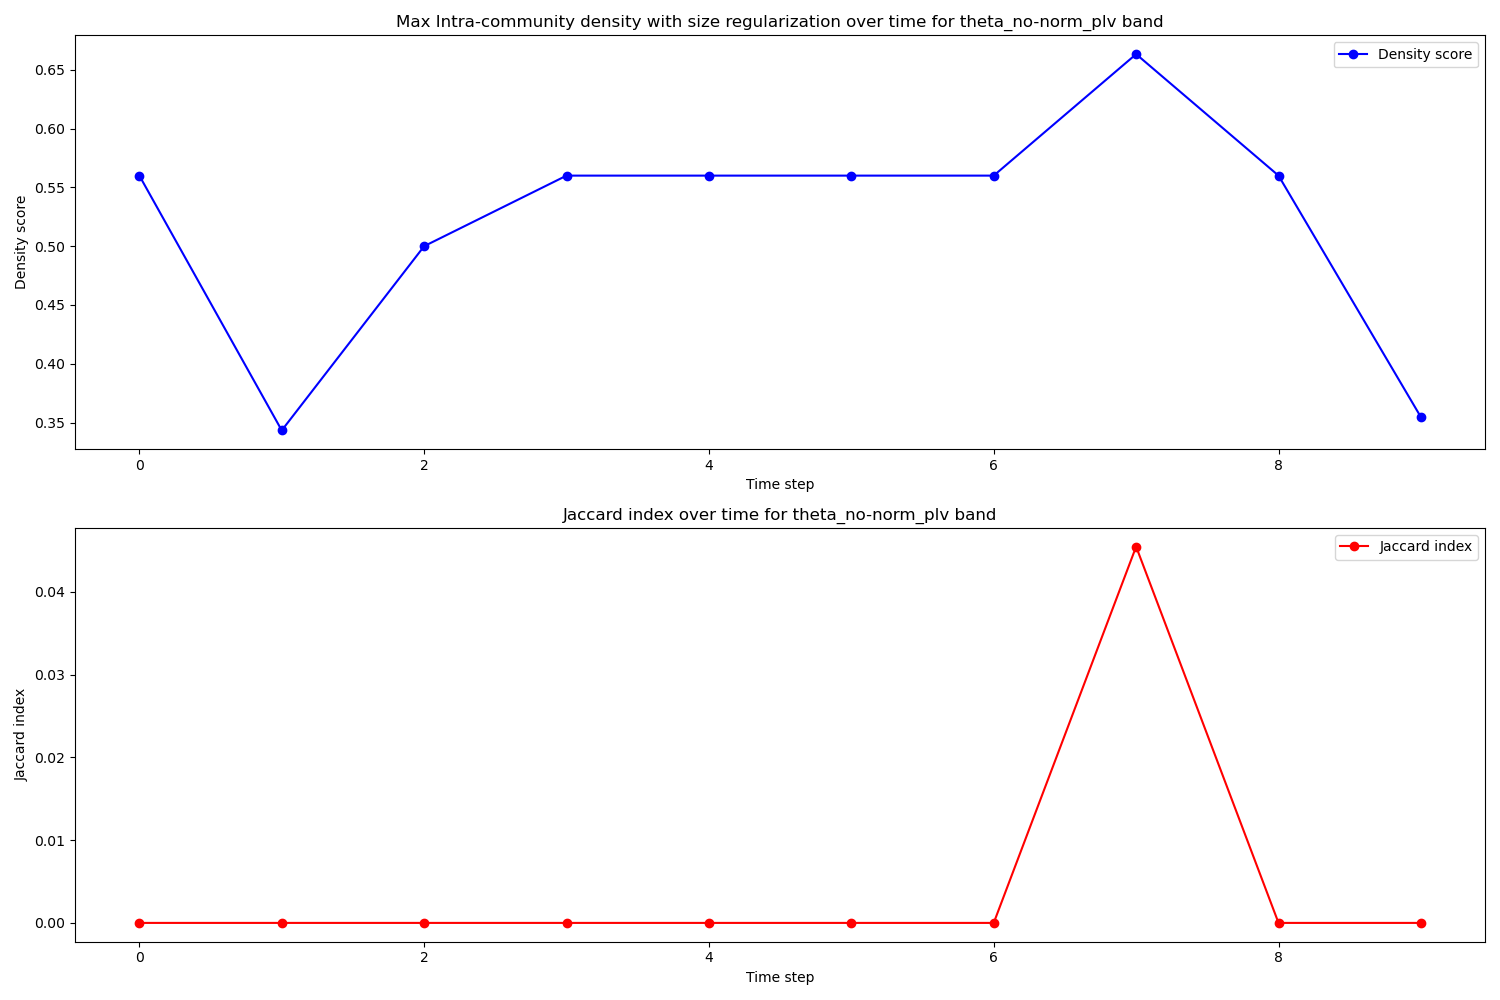 Max Intra-community density with size regularization over time for theta_no-norm_plv band
Density score
0.65
0.60
0.55
0.50
0.45
0.40
0.35
Density score
0 2 4 6 8
Time step
Jaccard index over time for theta_no-norm_plv band
Jaccard index
0.04
0.03
0.02
0.01
0.00
Jaccard index
0 2 4 6 8
Time step